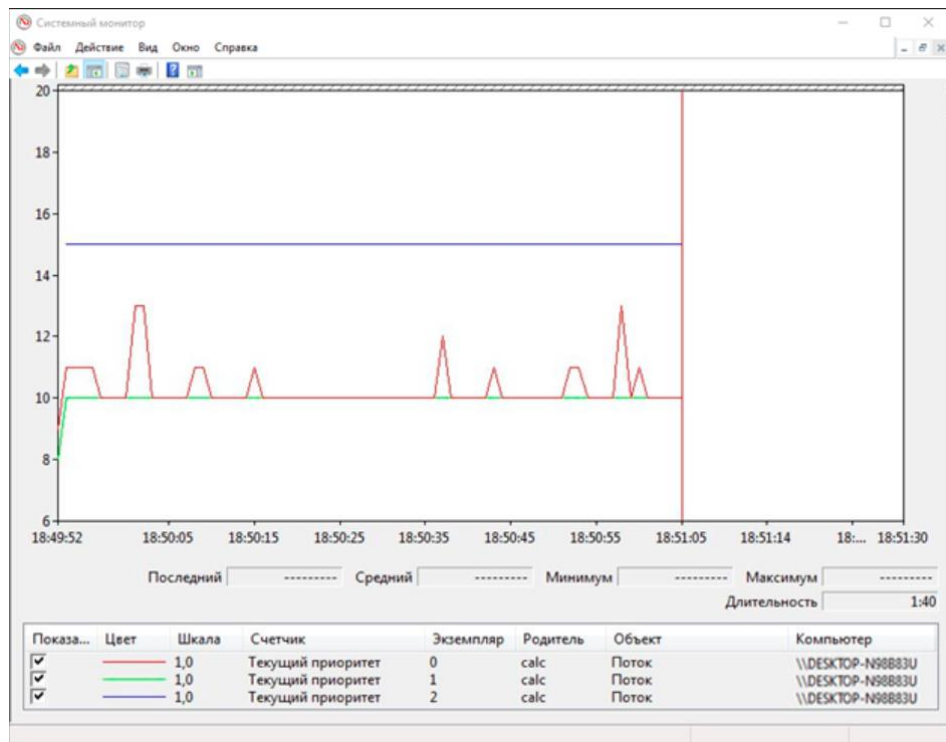 Системный монитор
Файл Действие Вид Окно Справка
20
18
16
14
12
10
8
6
18:49:52 18:50:05 18:50:15 18:50:25 18:50:35 18:50:45 18:50:55 18:51:05 18:51:14 18:... 18:51:30
Последний --------- Средний --------- Минимум --------- Максимум ---------
Длительность 1:40
Показа... Цвет Шкала Счетчик Экземпляр Родитель Объект Компьютер
1,0 Текущий приоритет 0 calc Поток \\DESKTOP-N98B83U
1,0 Текущий приоритет 1 calc Поток \\DESKTOP-N98B83U
1,0 Текущий приоритет 2 calc Поток \\DESKTOP-N98B83U